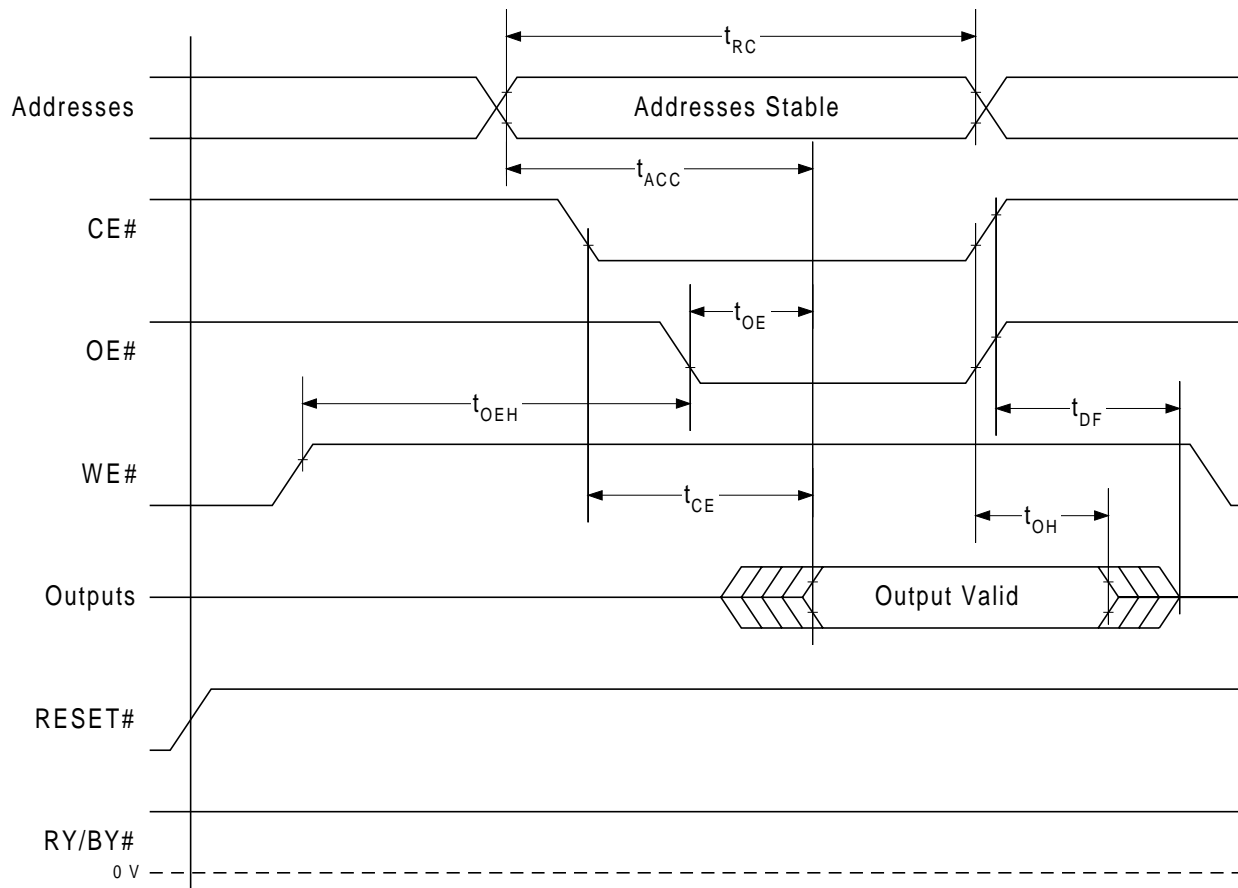 tRC
Addresses
Addresses Stable
tACC
CE#
tOE
OE#
tOEH
tDF
WE#
tCE
tOH
Outputs
Output Valid
RESET#
RY/BY#
0 V